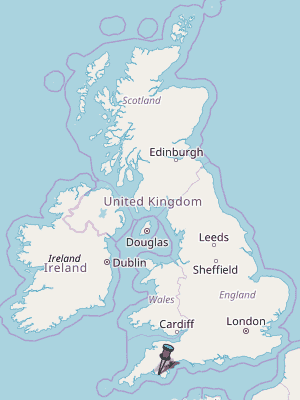 Scotland
Edinburgh
United Kingdom
Douglas
Leeds
Ireland
Ireland
Dublin
Sheffield
Wales
England
Cardiff
London